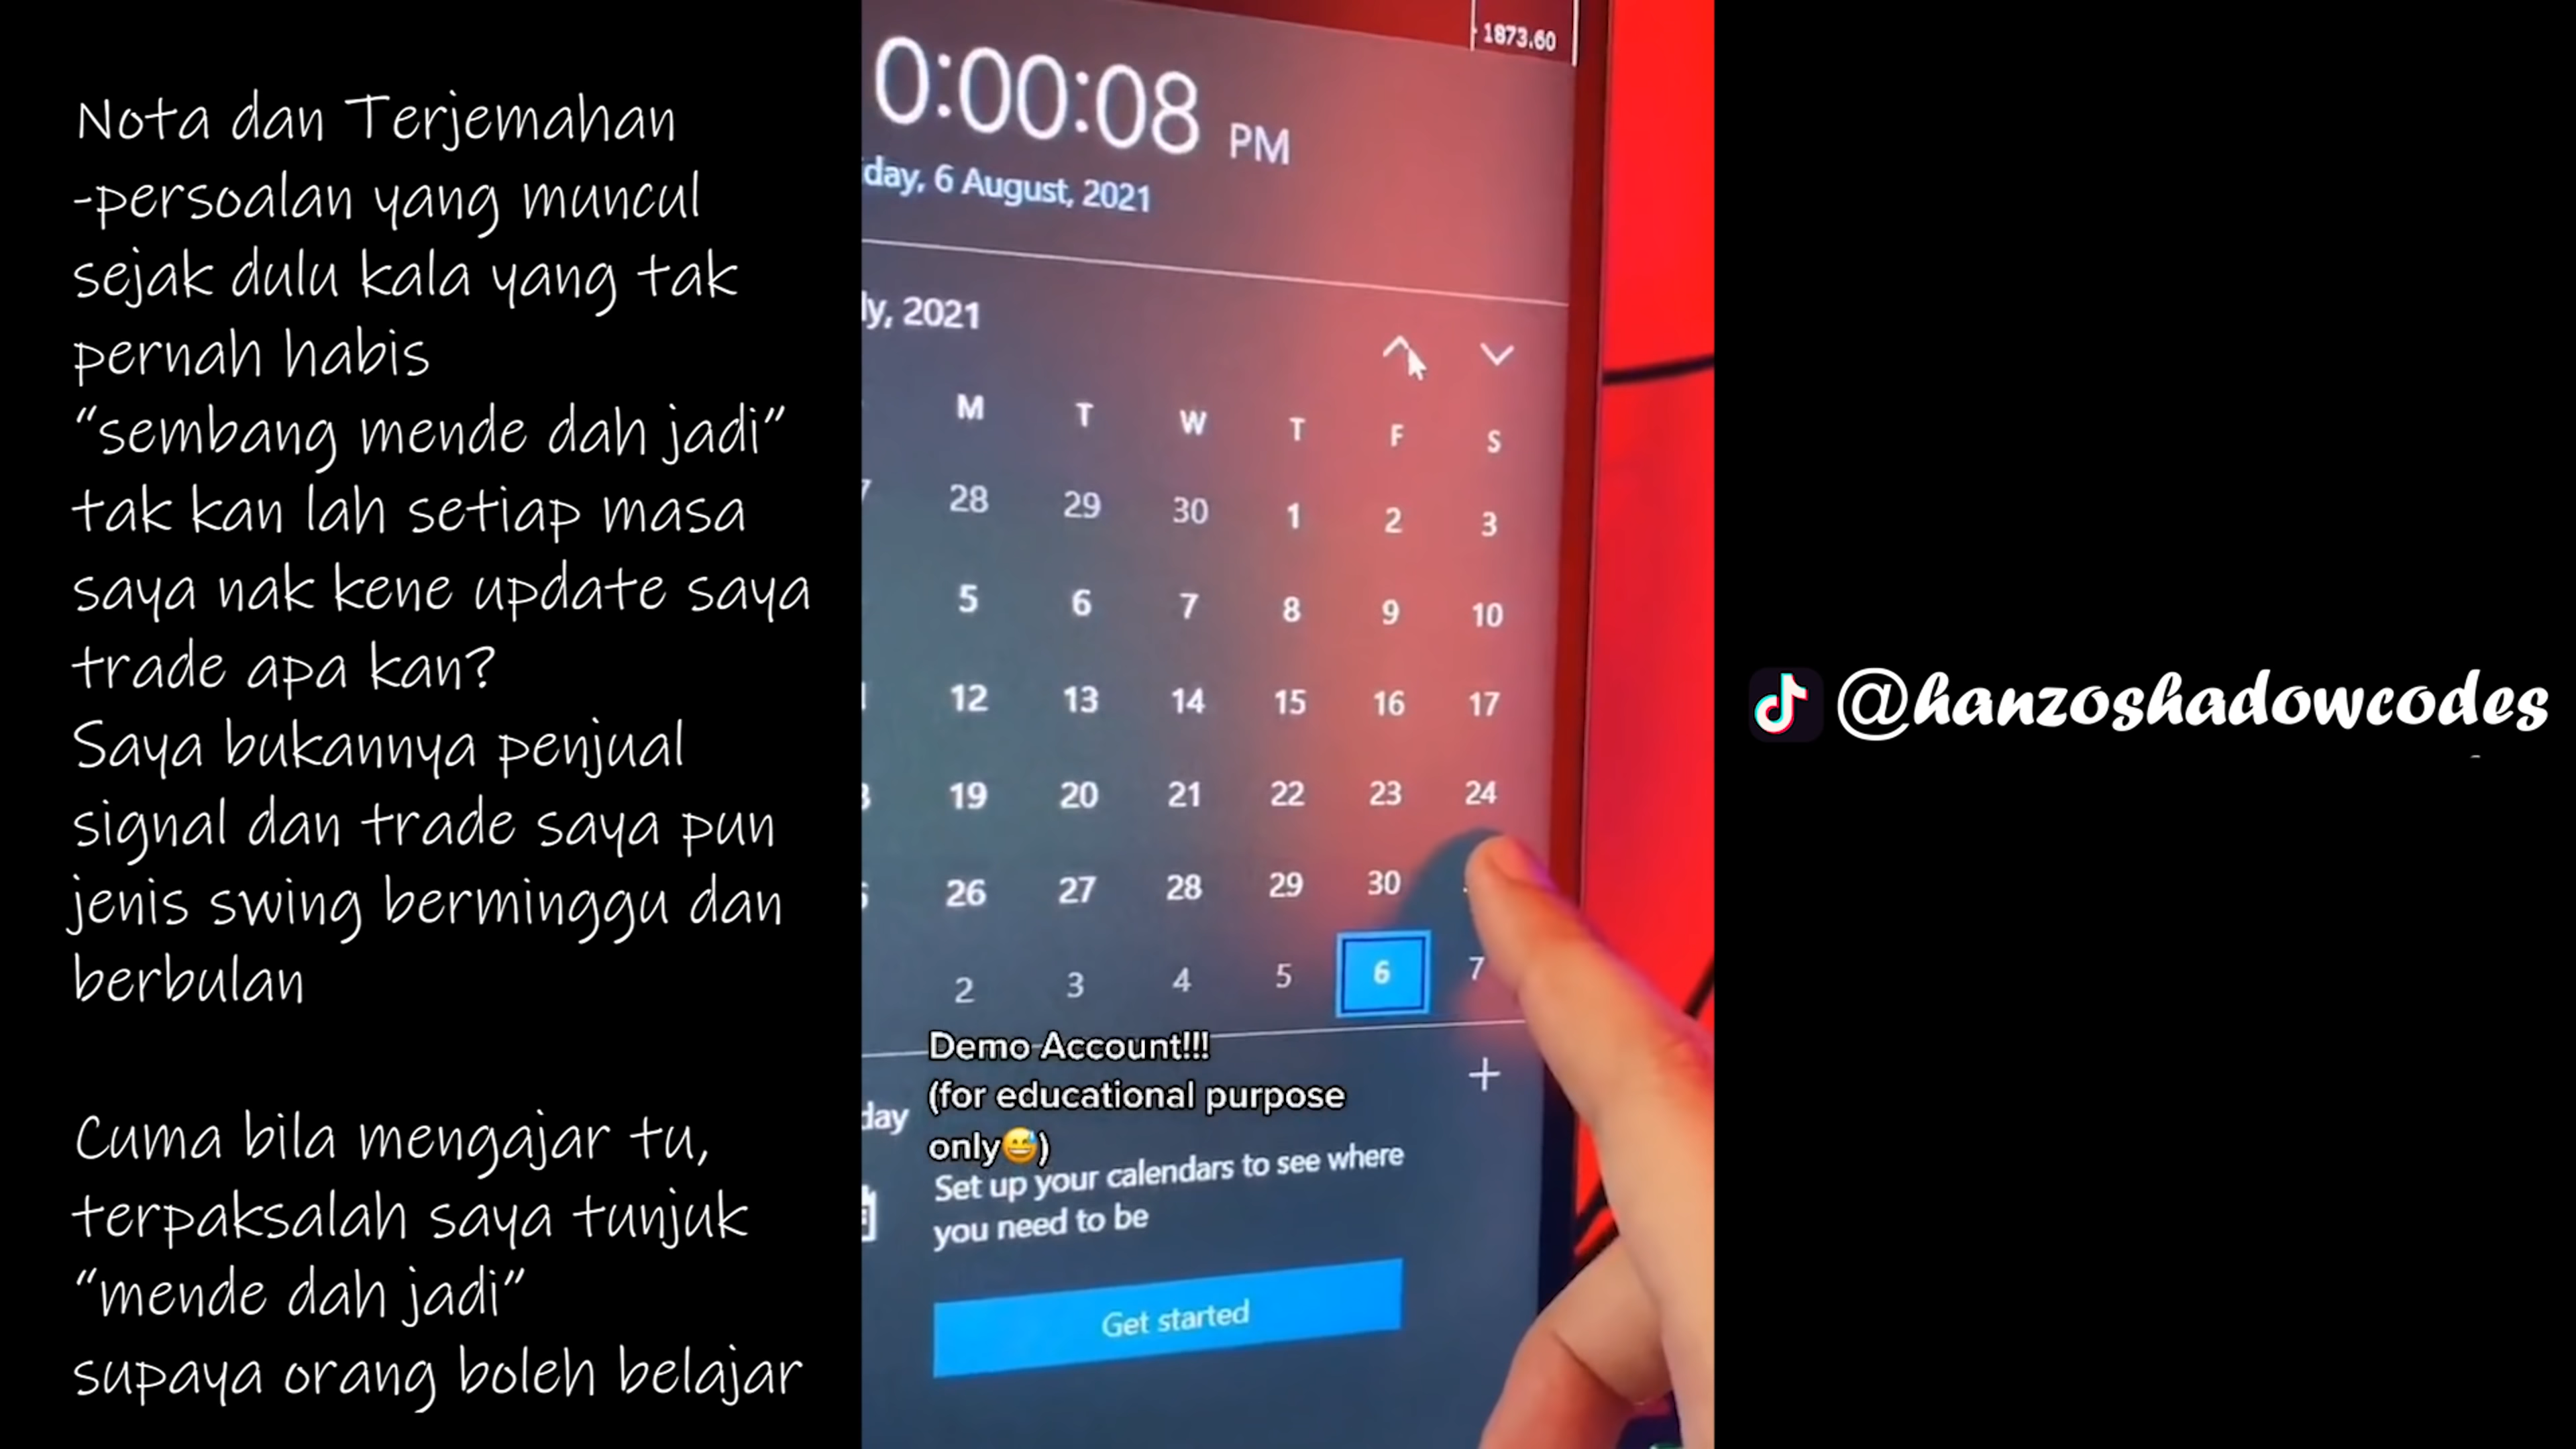 Nota dan Terjemahan
-persoalan yang muncul
sejak dulu kala yang tak
pernah habis
"sembang mende dah jadi"
tak kan lah setiap masa
saya nak kene update saya
trade apa kan?
Saya bukannya penjual
signal dan trade saya pun
jenis swing berminggu dan
berbulan
Cuma bila mengajar tu,
terpaksalah saya tunjuk
"mende dah jadi"
supaya orang boleh belajar
1873.60
0:00:08 PM
day, 6 August, 2021
ly, 2021
M T W T F S
28 29 30 1 2 3
5 6 7 8 9 10
12 13 14 15 16 17
19 20 21 22 23 24
26 27 28 29 30
2 3 4 5 6 7
Demo Account!!!
(for educational purpose
only😅)
day
Set up your calendars to see where
you need to be
Get started
@hanzoshadowcodes